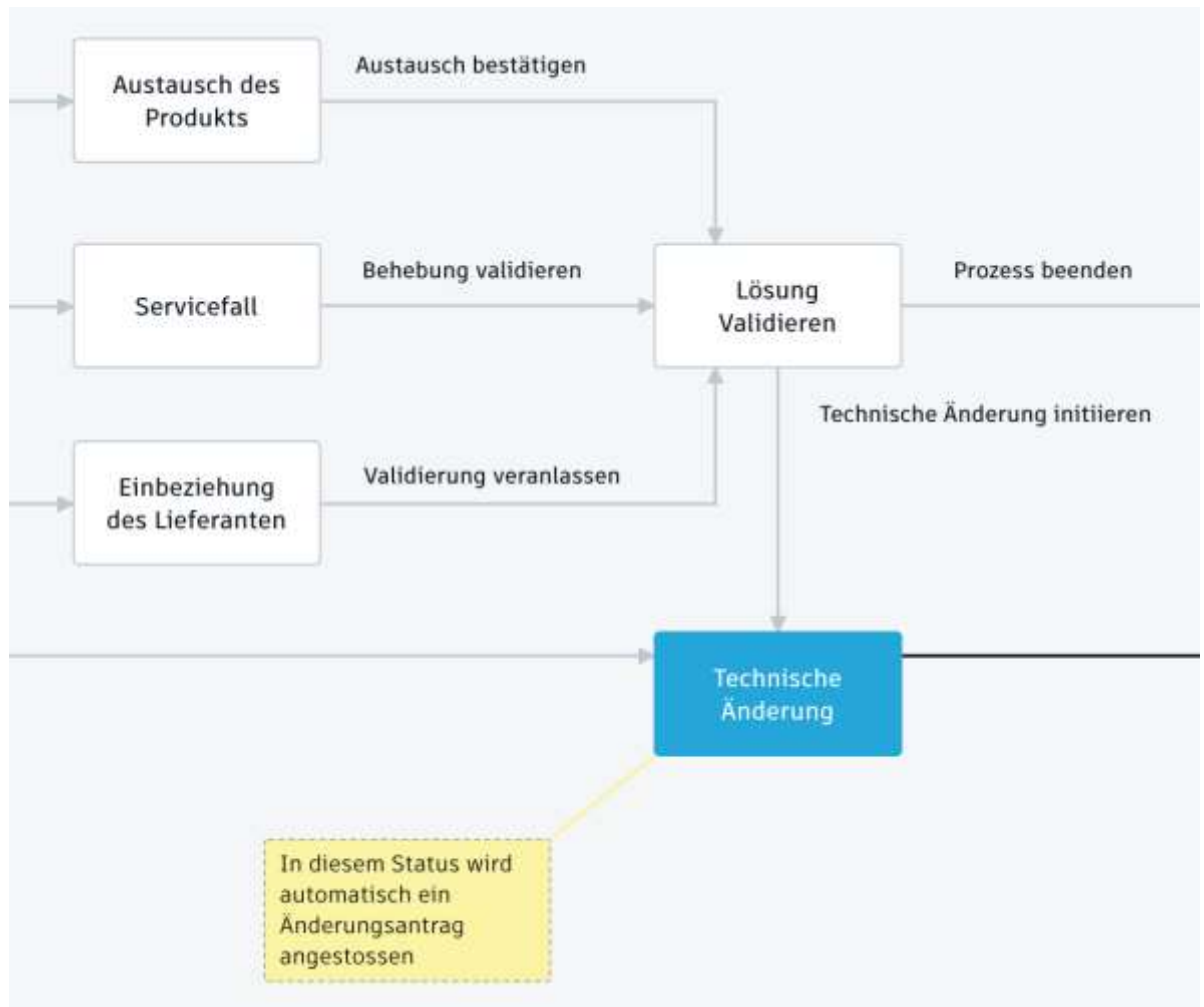 Austausch des
Produkts
Austausch bestätigen
Servicefall
Behebung validieren
Lösung
Validieren
Prozess beenden
Technische Änderung initiieren
Einbeziehung
des Lieferanten
Validierung veranlassen
Technische
Änderung
In diesem Status wird
automatisch ein
Änderungsantrag
angestossen